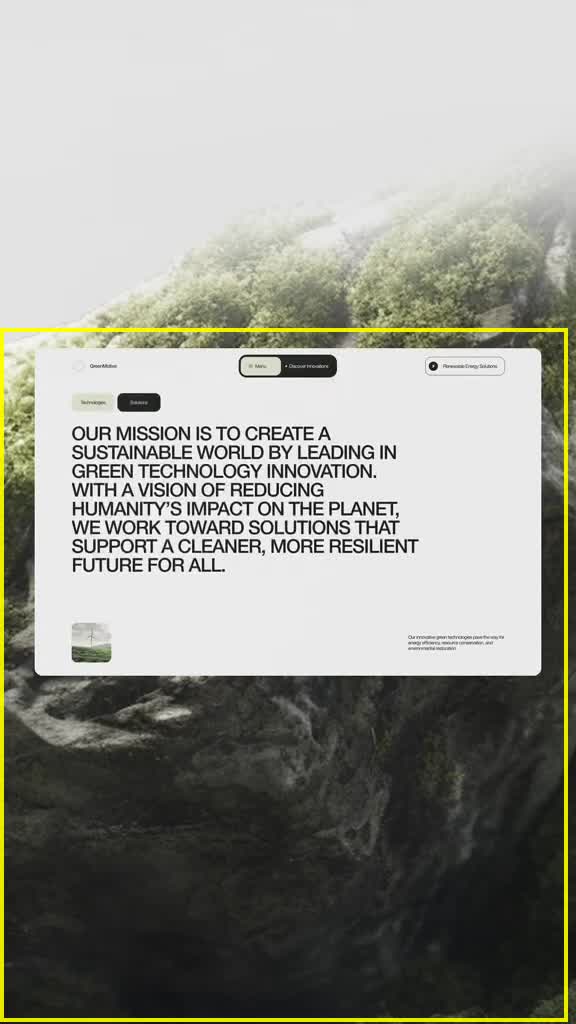 GreenMotive
Menu
Discover Innovations
Renewable Energy Solutions
Technologies
Solutions
OUR MISSION IS TO CREATE A
SUSTAINABLE WORLD BY LEADING IN
GREEN TECHNOLOGY INNOVATION.
WITH A VISION OF REDUCING
HUMANITY'S IMPACT ON THE PLANET,
WE WORK TOWARD SOLUTIONS THAT
SUPPORT A CLEANER, MORE RESILIENT
FUTURE FOR ALL.
Our innovative green technologies pave the way for
energy efficiency, resource conservation, and
environmental restoration